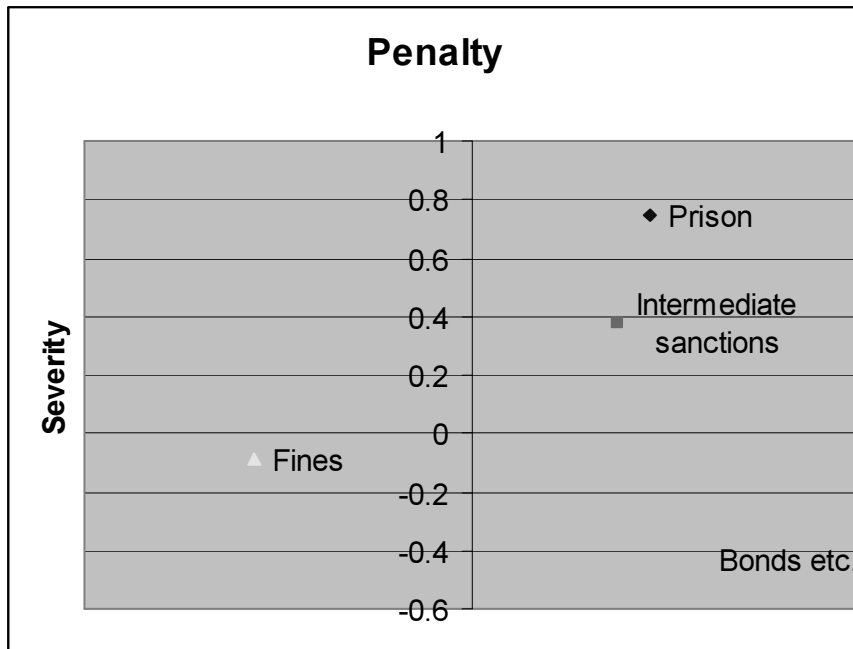 Penalty
1
0.8
Prison
0.6
Intermediate
0.4
sanctions
0.2
Severity
0
Fines
-0.2
-0.4
Bonds etc.
-0.6